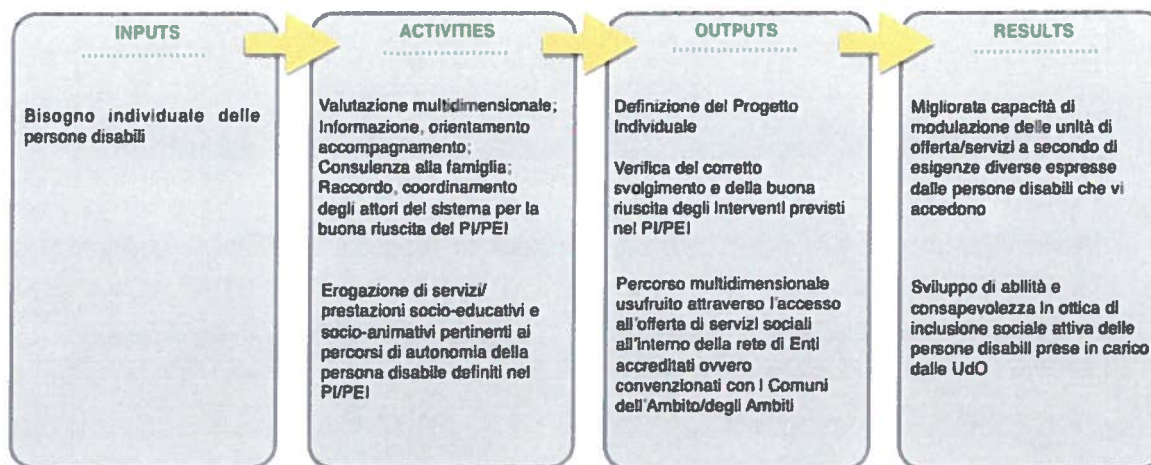 INPUTS
Bisogno individuale delle
persone disabili
ACTIVITIES
Valutazione multidimensionale;
Informazione, orientamento
accompagnamento;
Consulenza alla famiglia;
Raccordo, coordinamento
degli attori del sistema per la
buona riuscita del PI/PEI
Erogazione di servizi/
prestazioni socio-educativi e
socio-animativi pertinenti ai
percorsi di autonomia della
persona disabile definiti nel
PI/PEI
OUTPUTS
Definizione del Progetto
Individuale
Verifica del corretto
svolgimento e della buona
riuscita degli interventi previsti
nel PI/PEI
Percorso multidimensionale
usufruito attraverso l'accesso
all'offerta di servizi sociali
all'interno della rete di Enti
accreditati ovvero
convenzionati con i Comuni
dell'Ambito/degli Ambiti
RESULTS
Migliorata capacità di
modulazione delle unità di
offerta/servizi a secondo di
esigenze diverse espresse
dalle persone disabili che vi
accedono
Sviluppo di abilità e
consapevolezza in ottica di
inclusione sociale attiva delle
persone disabili prese in carico
dalle UdO